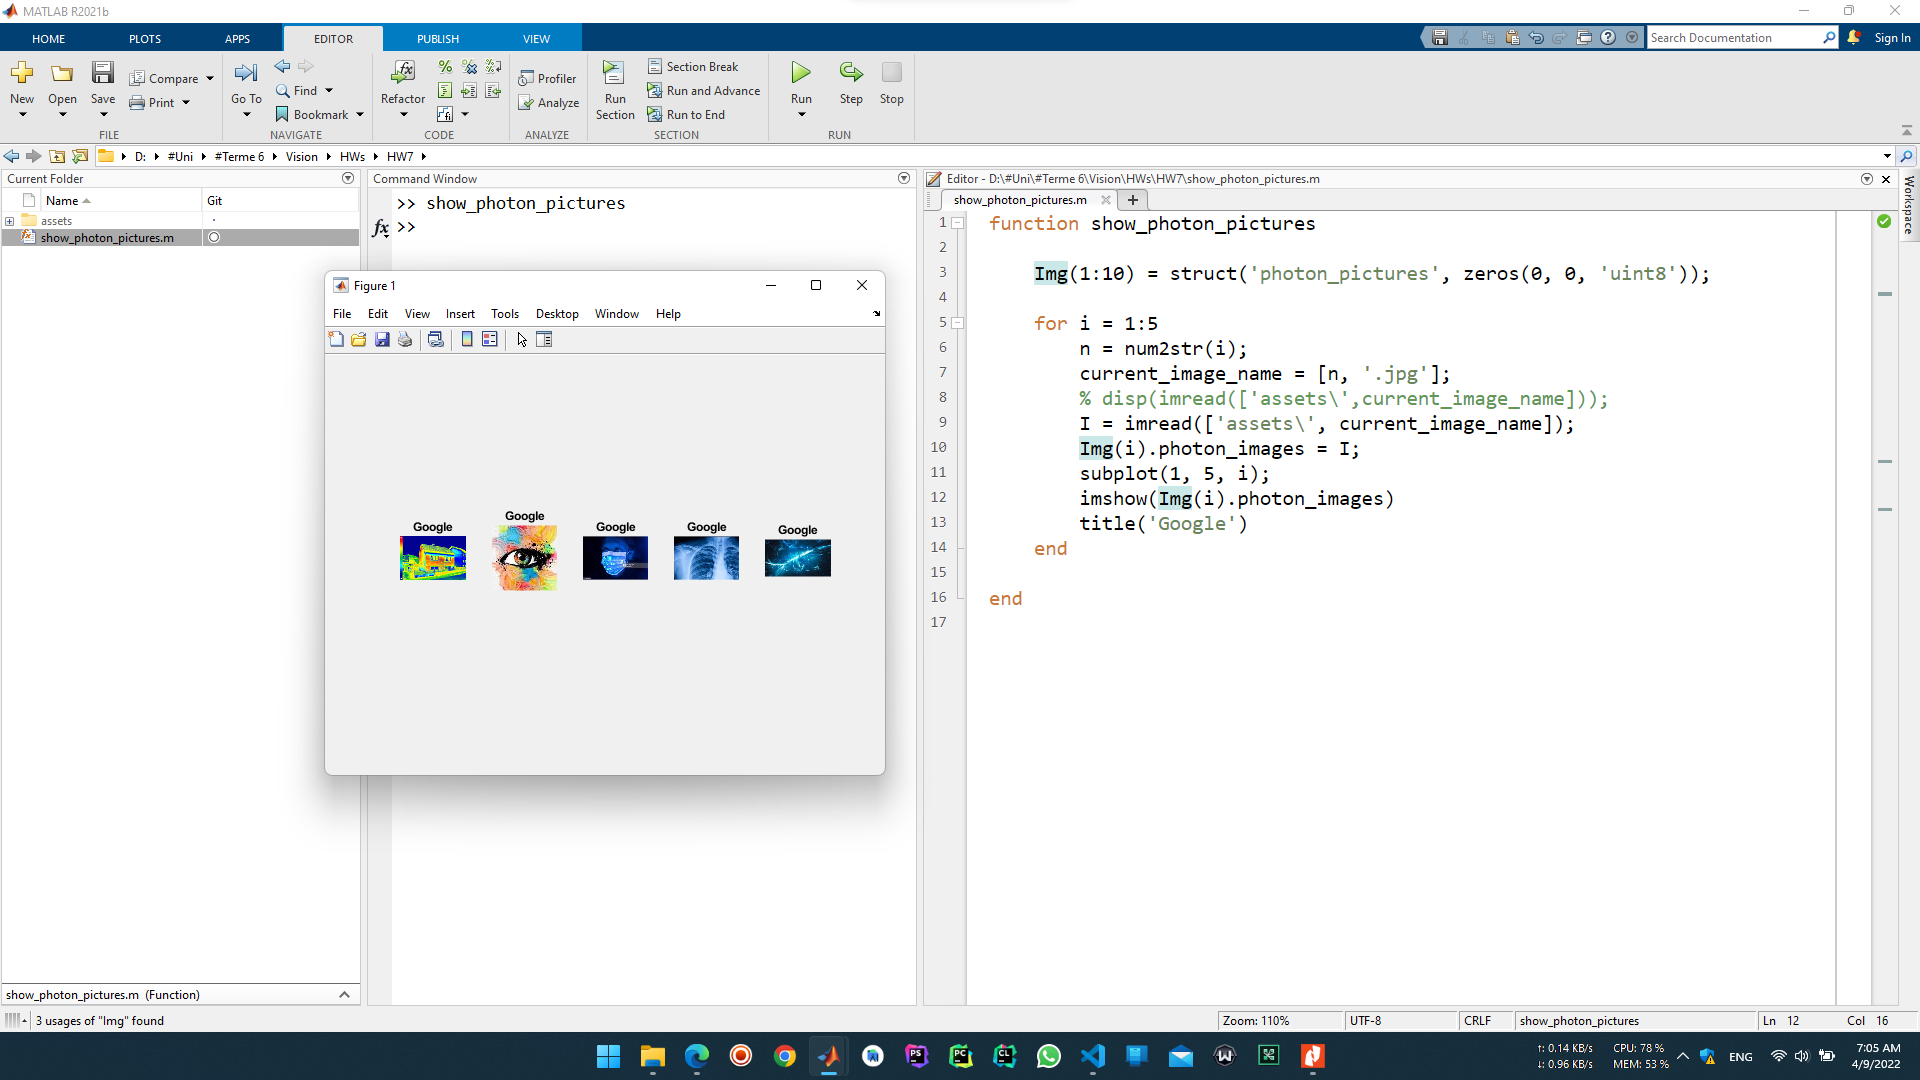 MATLAB R2021b
HOME PLOTS APPS EDITOR PUBLISH VIEW
Search Documentation Sign In
New Open Save Compare Print
FILE
Go To Find Bookmark
NAVIGATE
Refactor
CODE
Profiler
Analyze
ANALYZE
Run Section
Section Break
Run and Advance
Run to End
SECTION
Run Step Stop
RUN
D: #Uni #Terme 6 Vision HWs HW7
Current Folder
Name Git
assets
show_photon_pictures.m
Command Window
>> show_photon_pictures
fx >>
Figure 1
File Edit View Insert Tools Desktop Window Help
Google Google Google Google Google
Editor - D:\#Uni\#Terme 6\Vision\HWs\HW7\show_photon_pictures.m
show_photon_pictures.m
Workspace
1 function show_photon_pictures
2
3 Img(1:10) = struct('photon_pictures', zeros(0, 0, 'uint8'));
4
5 for i = 1:5
6 n = num2str(i);
7 current_image_name = [n, '.jpg'];
8 % disp(imread(['assets\',current_image_name]));
9 I = imread(['assets\', current_image_name]);
10 Img(i).photon_images = I;
11 subplot(1, 5, i);
12 imshow(Img(i).photon_images)
13 title('Google')
14 end
15
16 end
17
show_photon_pictures.m (Function)
3 usages of "Img" found
Zoom: 110% UTF-8 CRLF show_photon_pictures Ln 12 Col 16
PS PC CL
↑: 0.14 KB/s
↓: 0.96 KB/s
CPU: 78 %
MEM: 53 %
ENG
7:05 AM
4/9/2022